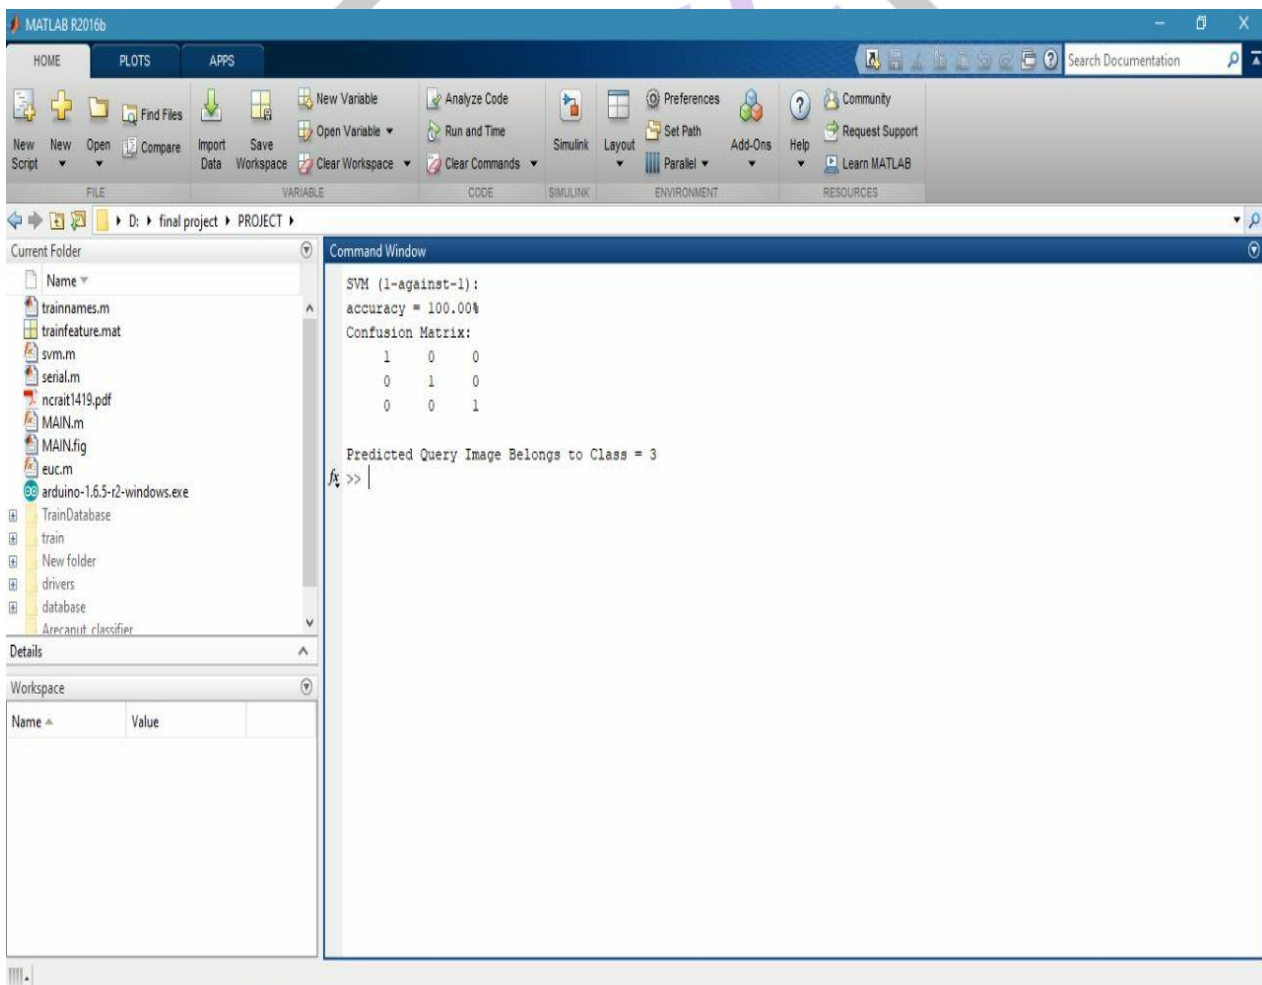 MATLAB R2016b
HOME PLOTS APPS
Search Documentation
New Script
New
Open
Find Files
Compare
Import Data
Save Workspace
New Variable
Open Variable
Clear Workspace
Analyze Code
Run and Time
Clear Commands
Simulink
Layout
Preferences
Set Path
Parallel
Add-Ons
Help
Community
Request Support
Learn MATLAB
FILE VARIABLE CODE SIMULINK ENVIRONMENT RESOURCES
D: final project PROJECT
Current Folder
Name
trainnames.m
trainfeature.mat
svm.m
serial.m
ncrait1419.pdf
MAIN.m
MAIN.fig
euc.m
arduino-1.6.5-r2-windows.exe
TrainDatabase
train
New folder
drivers
database
Arecanut classifier
Details
Workspace
Name Value
Command Window
SVM (1-against-1):
accuracy = 100.00%
Confusion Matrix:
1 0 0
0 1 0
0 0 1
Predicted Query Image Belongs to Class = 3
fx >>